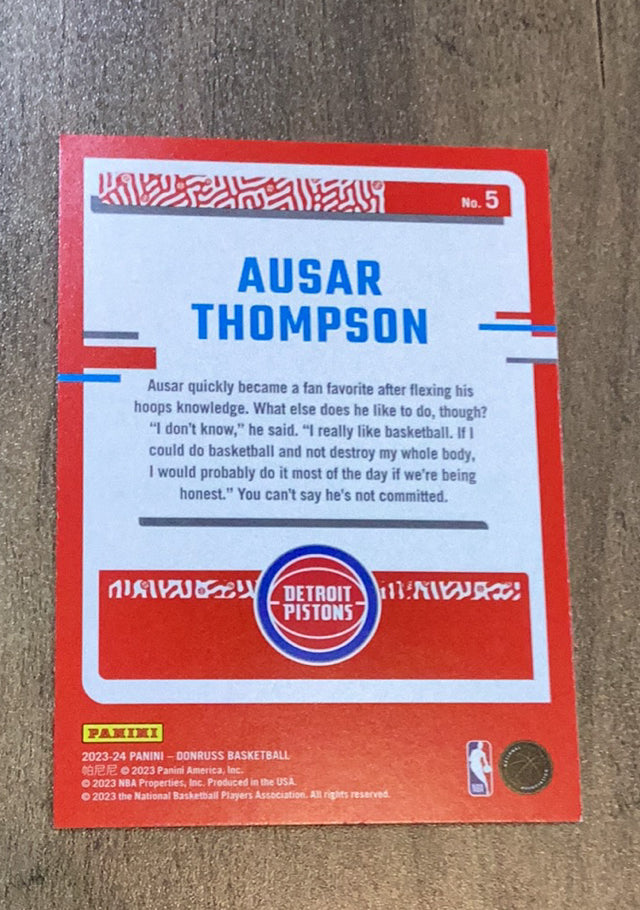 No. 5
AUSAR
THOMPSON
Ausar quickly became a fan favorite after flexing his
hoops knowledge. What else does he like to do, though?
“I don’t know,” he said. “I really like basketball. If I
could do basketball and not destroy my whole body,
I would probably do it most of the day if we’re being
honest.” You can’t say he’s not committed.
DETROIT
PISTONS
PANINI
2023-24 PANINI – DONRUSS BASKETBALL
帕尼尼 © 2023 Panini America, Inc.
© 2023 NBA Properties, Inc. Produced in the USA.
© 2023 the National Basketball Players Association. All rights reserved.
NBA